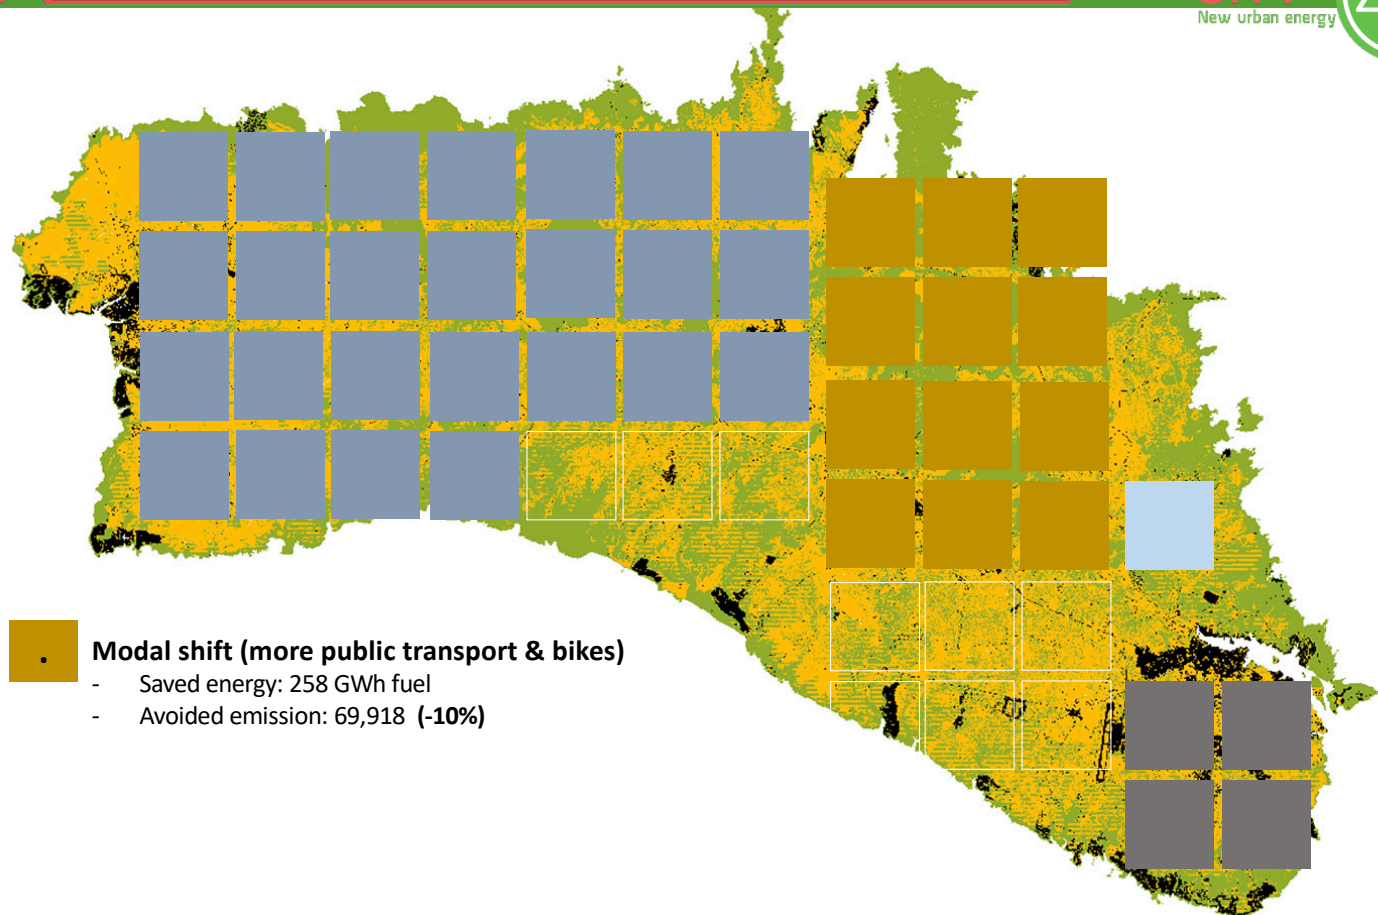 New urban energy
. Modal shift (more public transport & bikes)
- Saved energy: 258 GWh fuel
- Avoided emission: 69,918 (-10%)